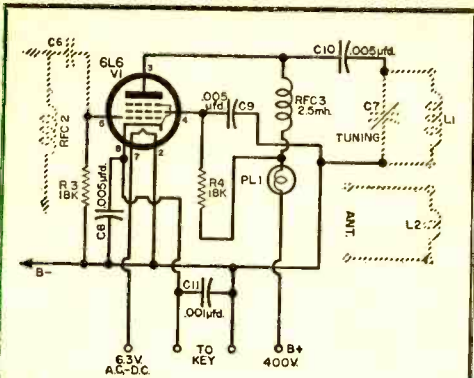 C6
RFC2
6L6
V1
3
5
4
8
7
2
R3
18K
C8
.005µfd.
.005
µfd.
C9
R4
18K
C10
.005µfd.
RFC3
2.5mh.
PL1
C7
TUNING
L1
ANT.
L2
B-
C11
.001µfd.
6.3V.
A.C.-D.C.
TO
KEY
B+
400V.